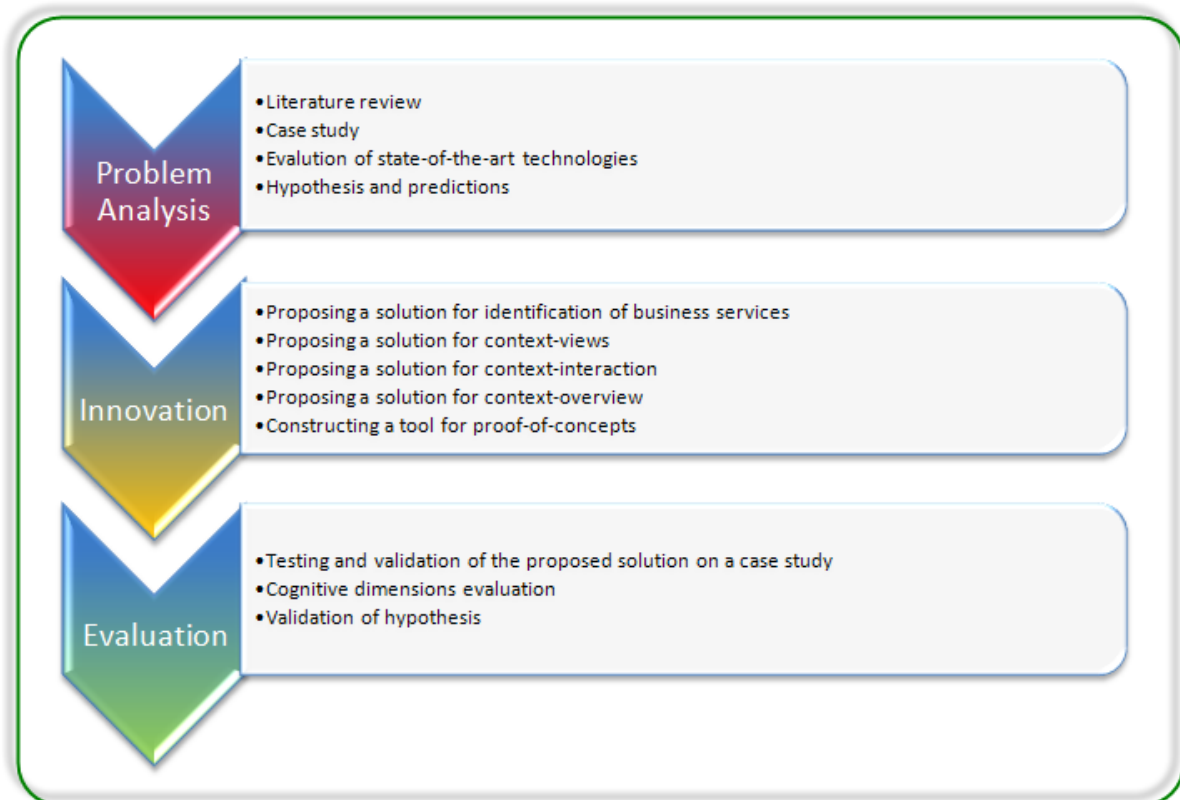 Problem
Analysis
•Literature review
•Case study
•Evalution of state-of-the-art technologies
•Hypothesis and predictions
Innovation
•Proposing a solution for identification of business services
•Proposing a solution for context-views
•Proposing a solution for context-interaction
•Proposing a solution for context-overview
•Constructing a tool for proof-of-concepts
Evaluation
•Testing and validation of the proposed solution on a case study
•Cognitive dimensions evaluation
•Validation of hypothesis